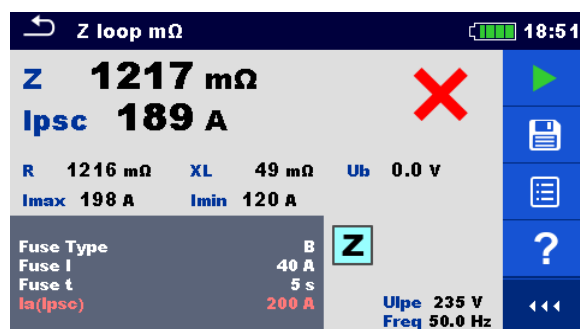 Z loop mΩ 18:51
Z 1217 mΩ
Ipsc 189 A
R 1216 mΩ XL 49 mΩ Ub 0.0 V
Imax 198 A Imin 120 A
Fuse Type B
Fuse I 40 A
Fuse t 5 s
Ia(Ipsc) 200 A
Z
Ulpe 235 V
Freq 50.0 Hz
?